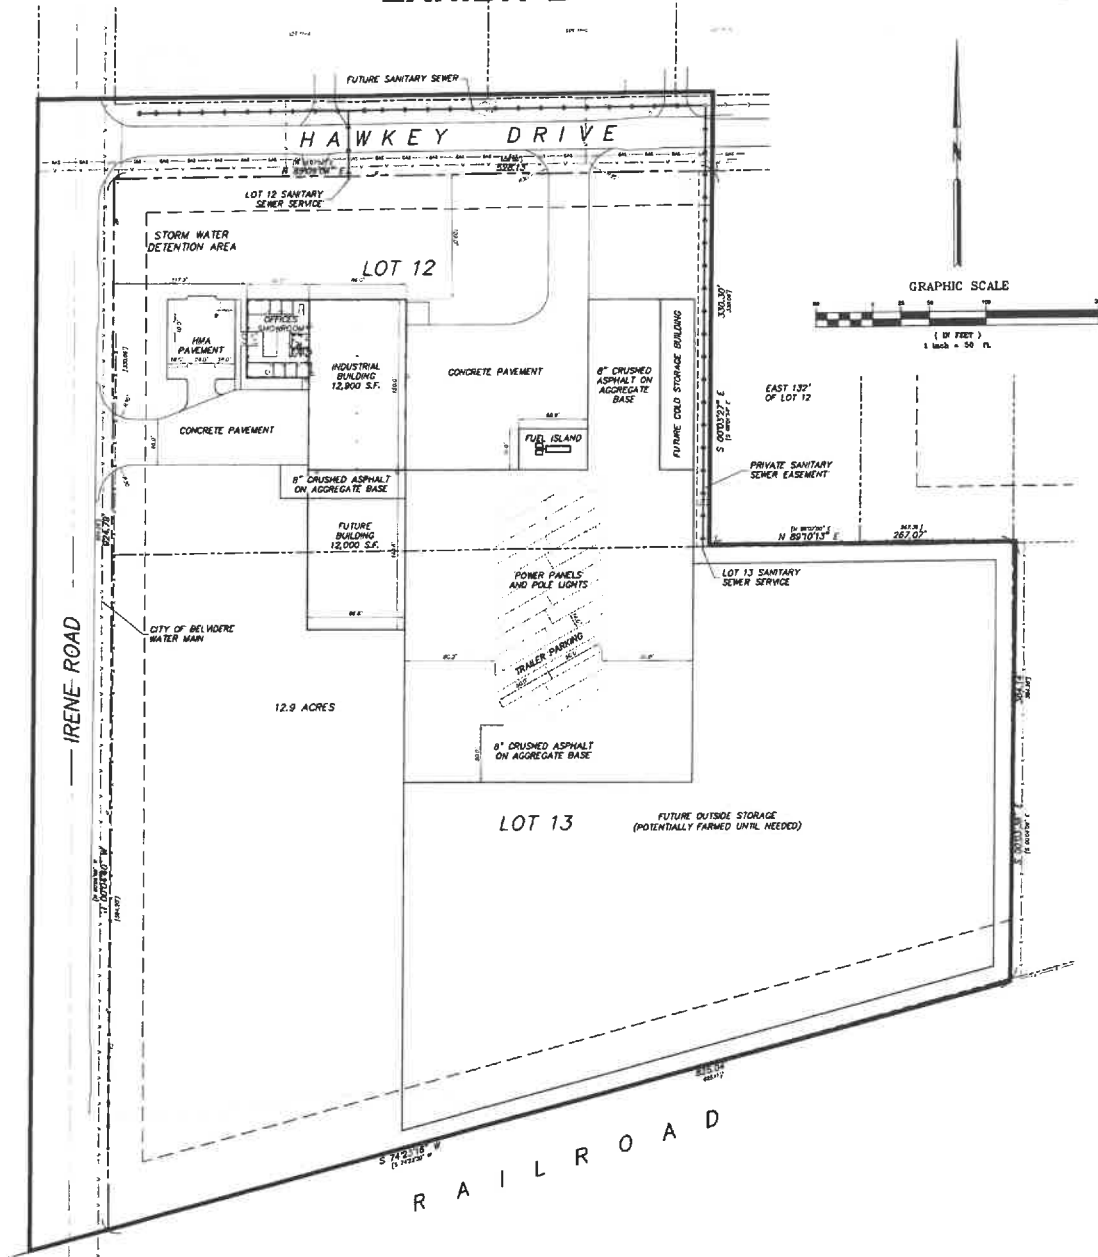 FUTURE SANITARY SEWER
HAWKEY DRIVE
LOT 12 SANITARY
SEWER SERVICE
STORM WATER
DETENTION AREA
LOT 12
N
GRAPHIC SCALE
( IN FEET )
1 inch = 50 ft.
HMA
PAVEMENT
OFFICES
SHOWROOM
INDUSTRIAL
BUILDING
12,900 S.F.
CONCRETE PAVEMENT
8" CRUSHED
ASPHALT ON
AGGREGATE
BASE
FUTURE COLD STORAGE BUILDING
330.30'
S 00°03'27" E
EAST 132'
OF LOT 12
CONCRETE PAVEMENT
FUEL ISLAND
PRIVATE SANITARY
SEWER EASEMENT
8" CRUSHED ASPHALT
ON AGGREGATE BASE
FUTURE
BUILDING
12,000 S.F.
N 89°10'13" E
267.07'
924.79'
POWER PANELS
AND POLE LIGHTS
LOT 13 SANITARY
SEWER SERVICE
CITY OF BELVIDERE
WATER MAIN
IRENE ROAD
TRAILER PARKING
12.9 ACRES
8" CRUSHED ASPHALT
ON AGGREGATE BASE
LOT 13
FUTURE OUTSIDE STORAGE
(POTENTIALLY FARMED UNTIL NEEDED)
RAILROAD